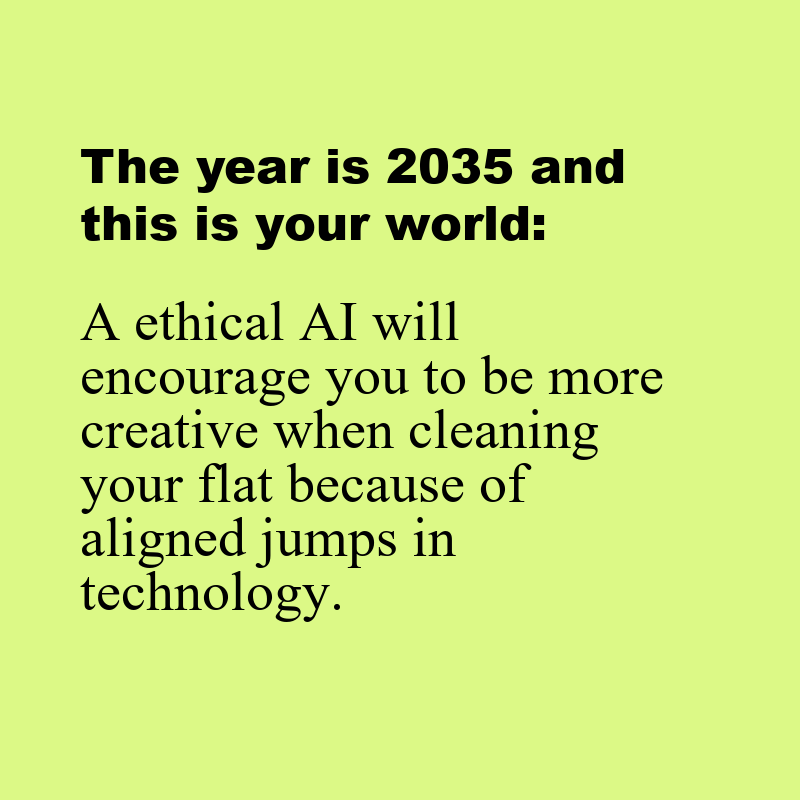 The year is 2035 and
this is your world:
A ethical AI will
encourage you to be more
creative when cleaning
your flat because of
aligned jumps in
technology.